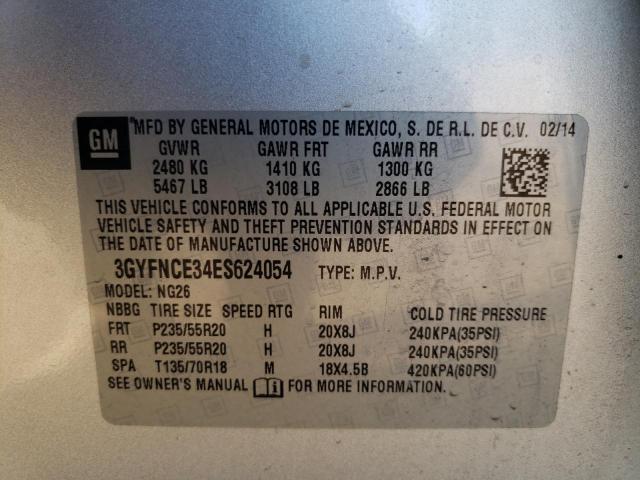 GM
*MFD BY GENERAL MOTORS DE MEXICO, S. DE R.L. DE C.V. 02/14
GVWR GAWR FRT GAWR RR
2480 KG 1410 KG 1300 KG
5467 LB 3108 LB 2866 LB
THIS VEHICLE CONFORMS TO ALL APPLICABLE U.S. FEDERAL MOTOR
VEHICLE SAFETY AND THEFT PREVENTION STANDARDS IN EFFECT ON
THE DATE OF MANUFACTURE SHOWN ABOVE.
3GYFNCE34ES624054 TYPE: M.P.V.
MODEL: NG26
NBBG TIRE SIZE SPEED RTG RIM COLD TIRE PRESSURE
FRT P235/55R20 H 20X8J 240KPA(35PSI)
RR P235/55R20 H 20X8J 240KPA(35PSI)
SPA T135/70R18 M 18X4.5B 420KPA(60PSI)
SEE OWNER'S MANUAL FOR MORE INFORMATION.